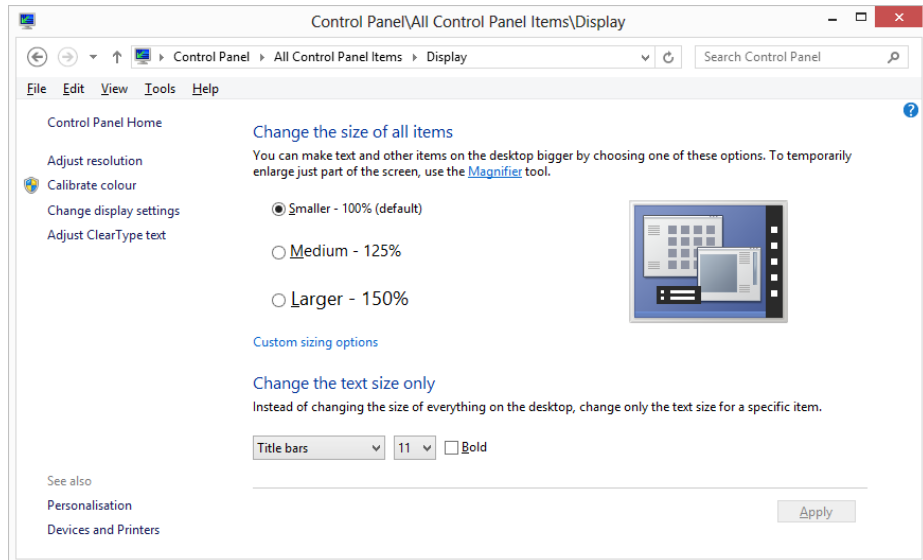 Control Panel\All Control Panel Items\Display
Control Panel All Control Panel Items Display Search Control Panel
File Edit View Tools Help
Control Panel Home
Adjust resolution
Calibrate colour
Change display settings
Adjust ClearType text
See also
Personalisation
Devices and Printers
Change the size of all items
You can make text and other items on the desktop bigger by choosing one of these options. To temporarily
enlarge just part of the screen, use the Magnifier tool.
Smaller - 100% (default)
Medium - 125%
Larger - 150%
Custom sizing options
Change the text size only
Instead of changing the size of everything on the desktop, change only the text size for a specific item.
Title bars 11 Bold
Apply